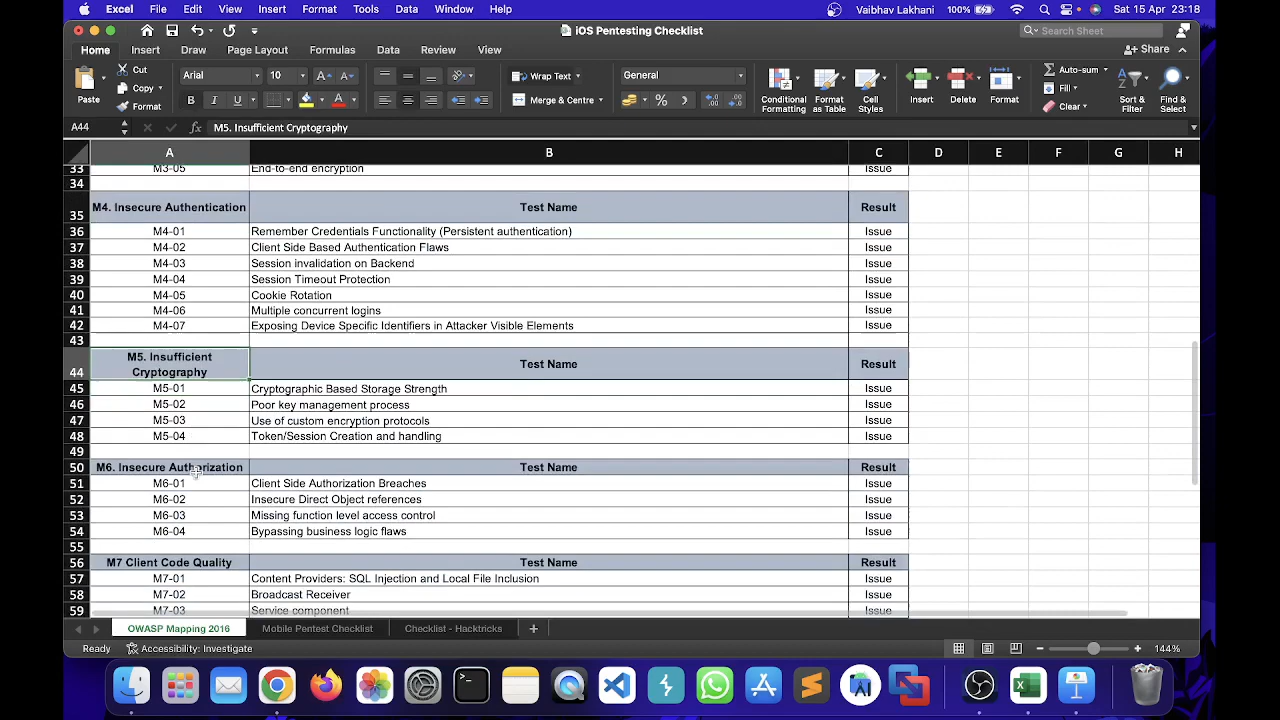 Excel File Edit View Insert Format Tools Data Window Help Vaibhav Lakhani 100% Sat 15 Apr 23:18
iOS Pentesting Checklist Search Sheet
Home Insert Draw Page Layout Formulas Data Review View Share
Paste Cut Copy Format Arial 10 Wrap Text General Conditional Formatting Format as Table Cell Styles Insert Delete Format Auto-sum Fill Clear Sort & Filter Find & Select
B I U Merge & Centre
A44 fx M5. Insufficient Cryptography
A B C D E F G H
33 M3-05 End-to-end encryption Issue
34
35 M4. Insecure Authentication Test Name Result
36 M4-01 Remember Credentials Functionality (Persistent authentication) Issue
37 M4-02 Client Side Based Authentication Flaws Issue
38 M4-03 Session invalidation on Backend Issue
39 M4-04 Session Timeout Protection Issue
40 M4-05 Cookie Rotation Issue
41 M4-06 Multiple concurrent logins Issue
42 M4-07 Exposing Device Specific Identifiers in Attacker Visible Elements Issue
43
44 M5. Insufficient Cryptography Test Name Result
45 M5-01 Cryptographic Based Storage Strength Issue
46 M5-02 Poor key management process Issue
47 M5-03 Use of custom encryption protocols Issue
48 M5-04 Token/Session Creation and handling Issue
49
50 M6. Insecure Authorization Test Name Result
51 M6-01 Client Side Authorization Breaches Issue
52 M6-02 Insecure Direct Object references Issue
53 M6-03 Missing function level access control Issue
54 M6-04 Bypassing business logic flaws Issue
55
56 M7 Client Code Quality Test Name Result
57 M7-01 Content Providers: SQL Injection and Local File Inclusion Issue
58 M7-02 Broadcast Receiver Issue
59 M7-03 Service component Issue
OWASP Mapping 2016 Mobile Pentest Checklist Checklist - Hacktricks +
Ready Accessibility: Investigate 144%